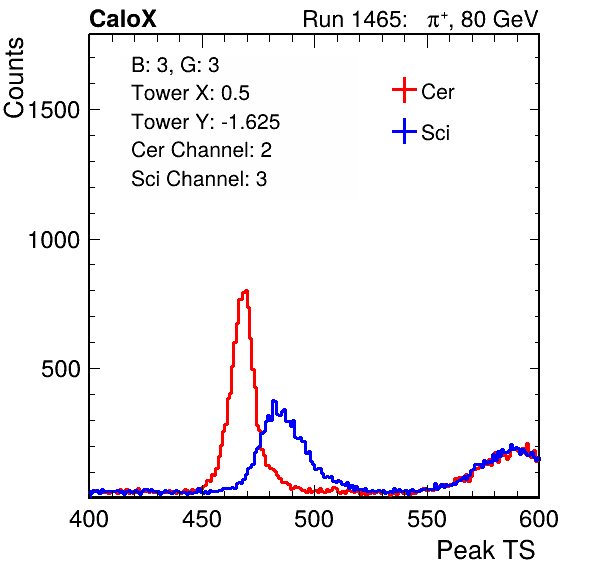 CaloX Run 1465: π+, 80 GeV
Counts
B: 3, G: 3
Tower X: 0.5
Tower Y: -1.625
Cer Channel: 2
Sci Channel: 3
Cer
Sci
1500
1000
500
400 450 500 550 600
Peak TS